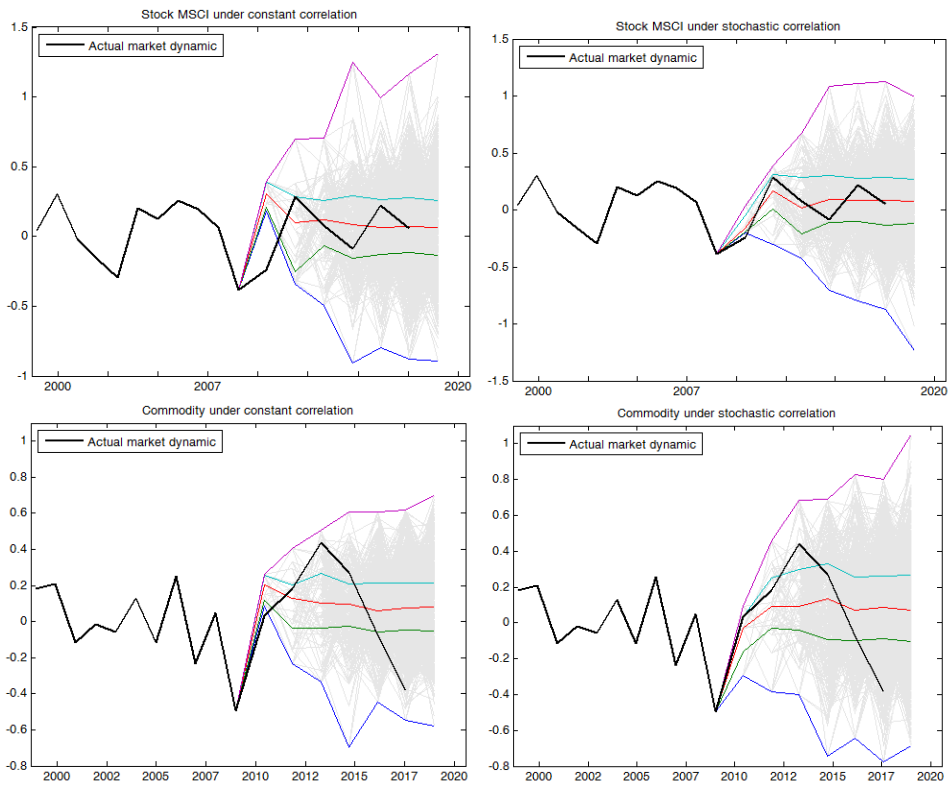 Stock MSCI under constant correlation
1.5
1
0.5
0
-0.5
-1
2000 2007 2020
Actual market dynamic
Stock MSCI under stochastic correlation
1.5
1
0.5
0
-0.5
-1
-1.5
2000 2007 2020
Actual market dynamic
Commodity under constant correlation
1
0.8
0.6
0.4
0.2
0
-0.2
-0.4
-0.6
-0.8
2000 2002 2005 2007 2010 2012 2015 2017 2020
Actual market dynamic
Commodity under stochastic correlation
1
0.8
0.6
0.4
0.2
0
-0.2
-0.4
-0.6
-0.8
2000 2002 2005 2007 2010 2012 2015 2017 2020
Actual market dynamic